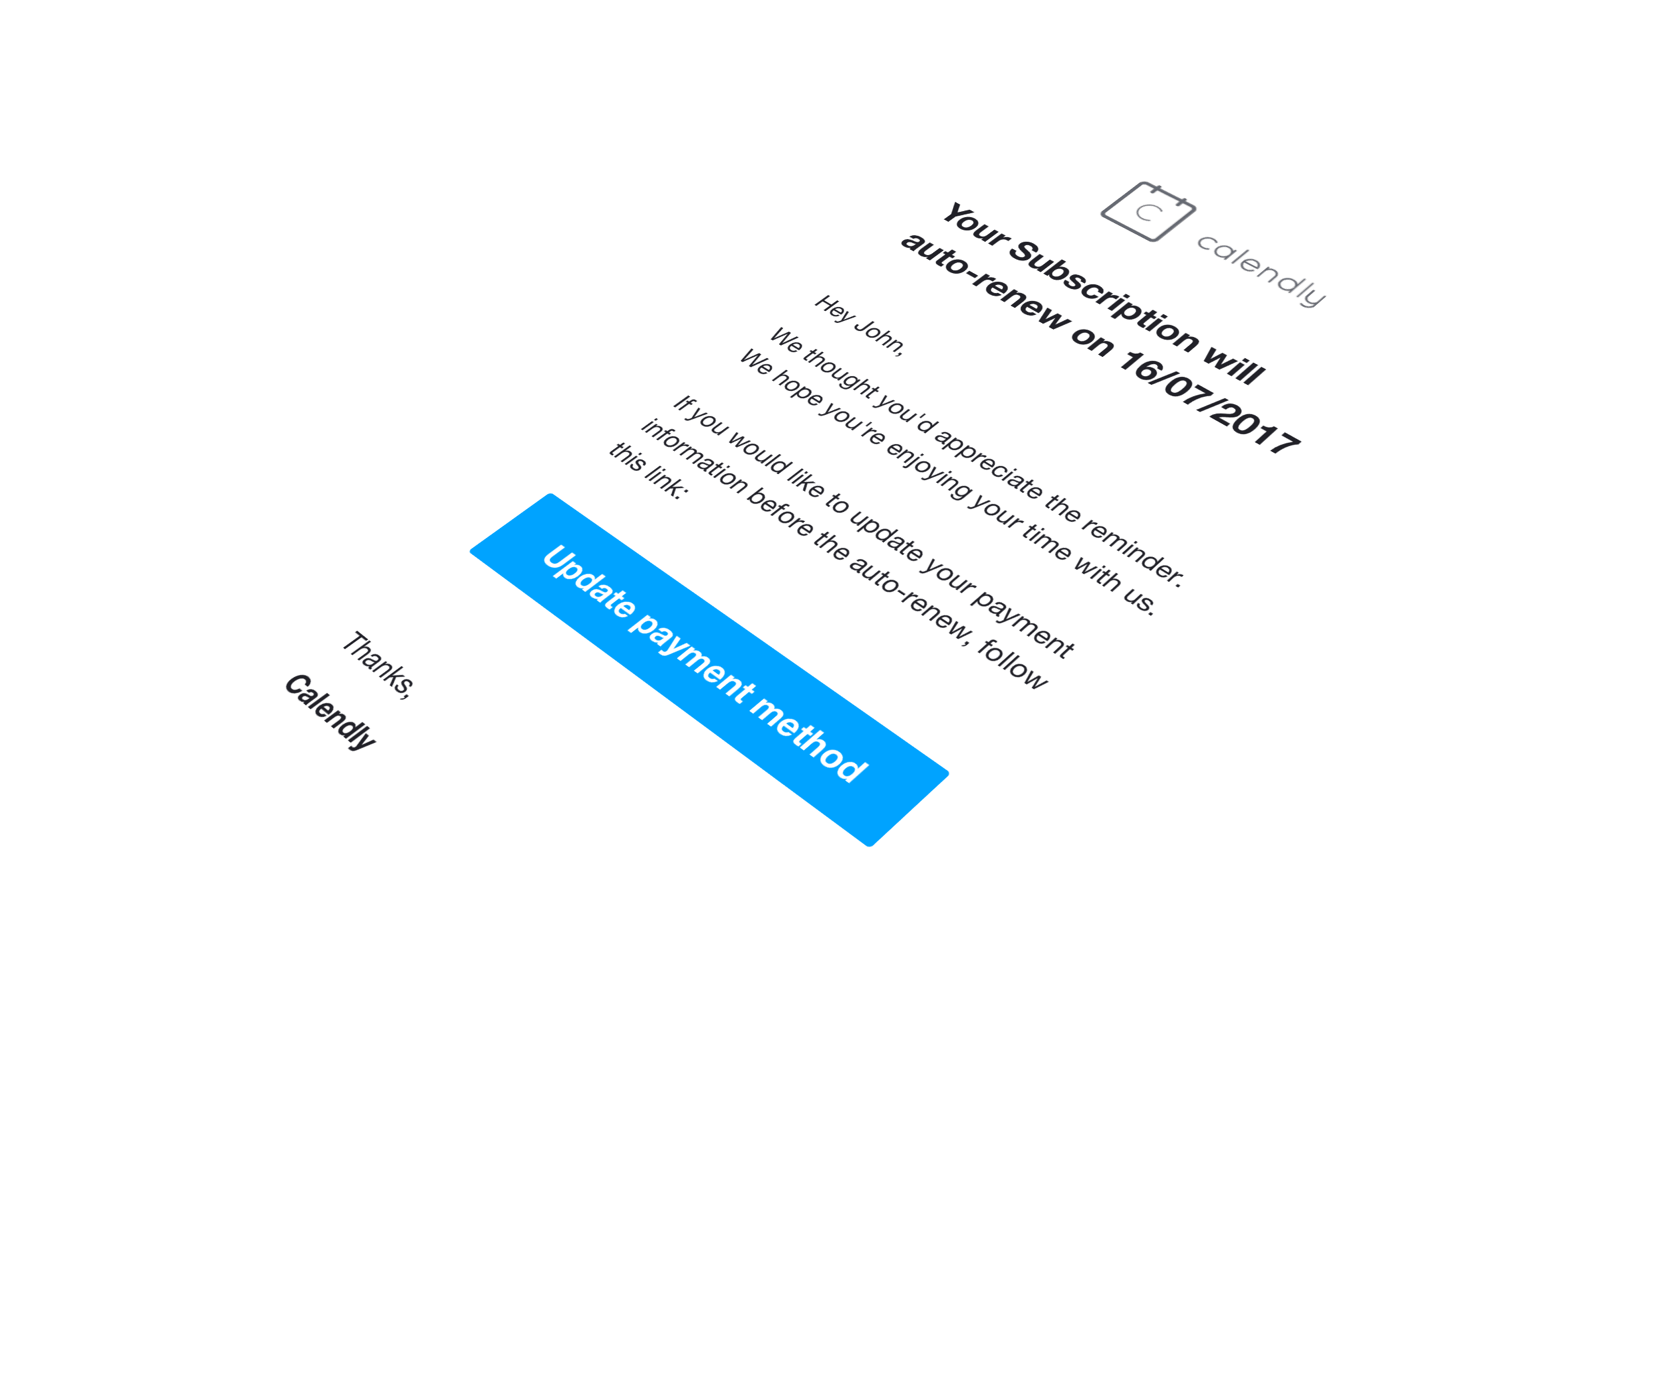 C
calendly
Your Subscription will
auto-renew on 16/07/2017
Hey John,
We thought you'd appreciate the reminder.
We hope you're enjoying your time with us.
If you would like to update your payment
information before the auto-renew, follow
this link:
Update payment method
Thanks,
Calendly